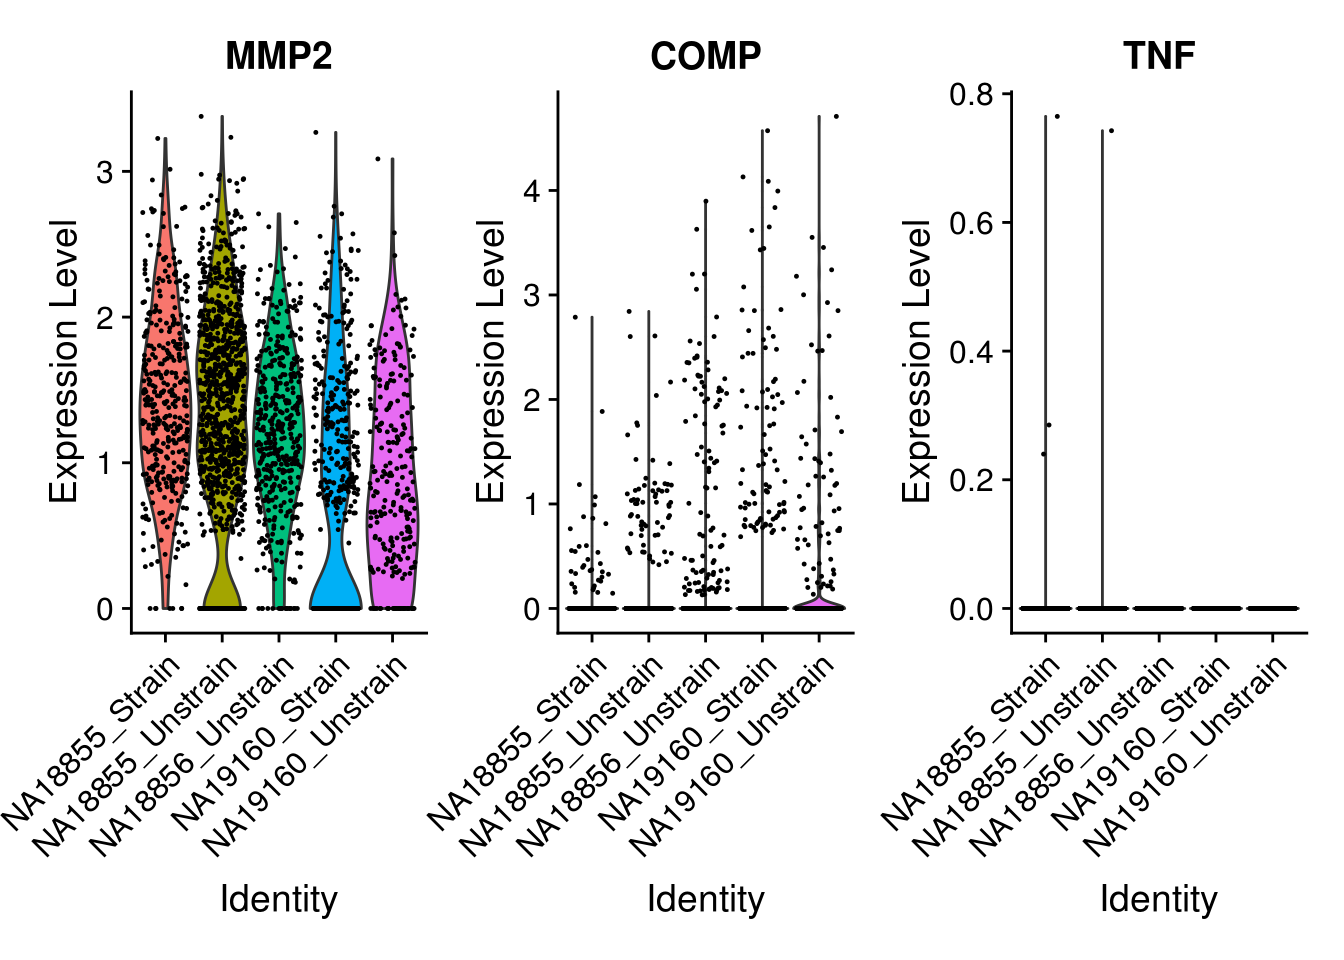 MMP2
Expression Level
3
2
1
0
NA18855_Strain
NA18855_Unstrain
NA18856_Unstrain
NA19160_Strain
NA19160_Unstrain
Identity
COMP
Expression Level
4
3
2
1
0
NA18855_Strain
NA18855_Unstrain
NA18856_Unstrain
NA19160_Strain
NA19160_Unstrain
Identity
TNF
Expression Level
0.8
0.6
0.4
0.2
0.0
NA18855_Strain
NA18855_Unstrain
NA18856_Unstrain
NA19160_Strain
NA19160_Unstrain
Identity